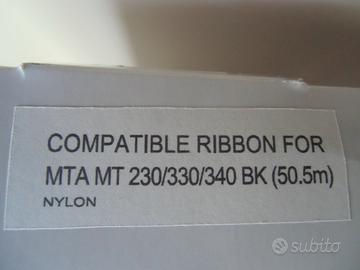 COMPATIBLE RIBBON FOR
MTA MT 230/330/340 BK (50.5m)
NYLON
subito